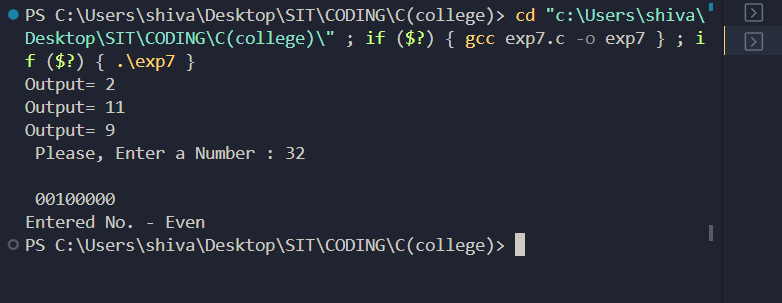 PS C:\Users\shiva\Desktop\SIT\CODING\C(college)> cd "c:\Users\shiva\
Desktop\SIT\CODING\C(college)\" ; if ($?) { gcc exp7.c -o exp7 } ; i
f ($?) { .\exp7 }
Output= 2
Output= 11
Output= 9
 Please, Enter a Number : 32

 00100000
Entered No. - Even
PS C:\Users\shiva\Desktop\SIT\CODING\C(college)>